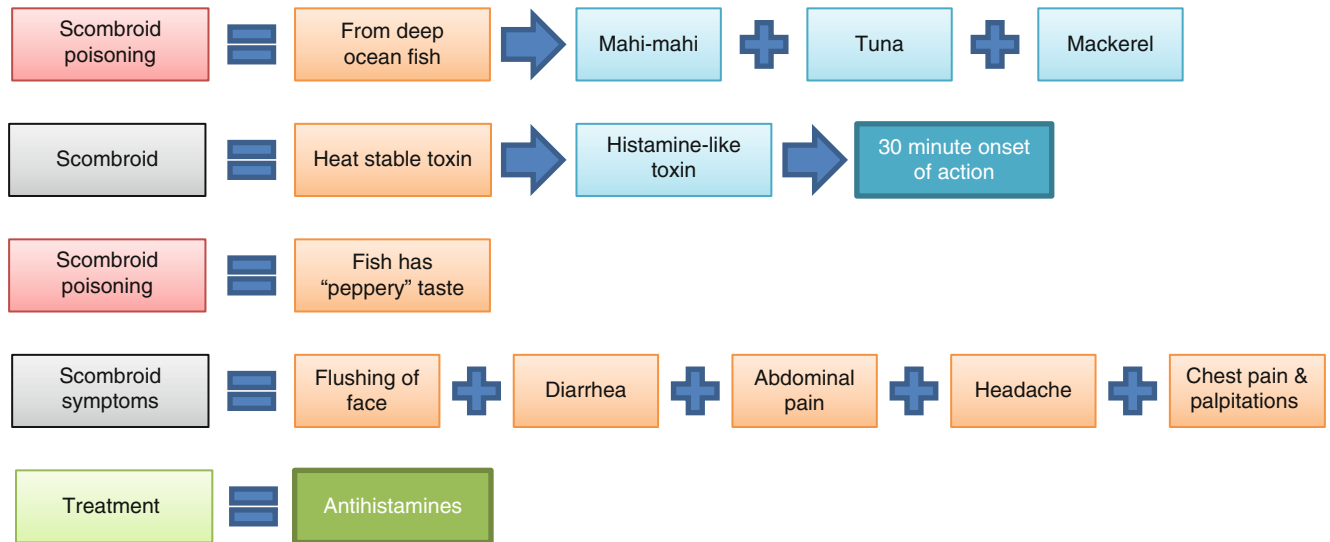 Scombroid
poisoning
From deep
ocean fish
Mahi-mahi
Tuna
Mackerel
Scombroid
Heat stable toxin
Histamine-like
toxin
30 minute onset
of action
Scombroid
poisoning
Fish has
“peppery” taste
Scombroid
symptoms
Flushing of
face
Diarrhea
Abdominal
pain
Headache
Chest pain &
palpitations
Treatment
Antihistamines